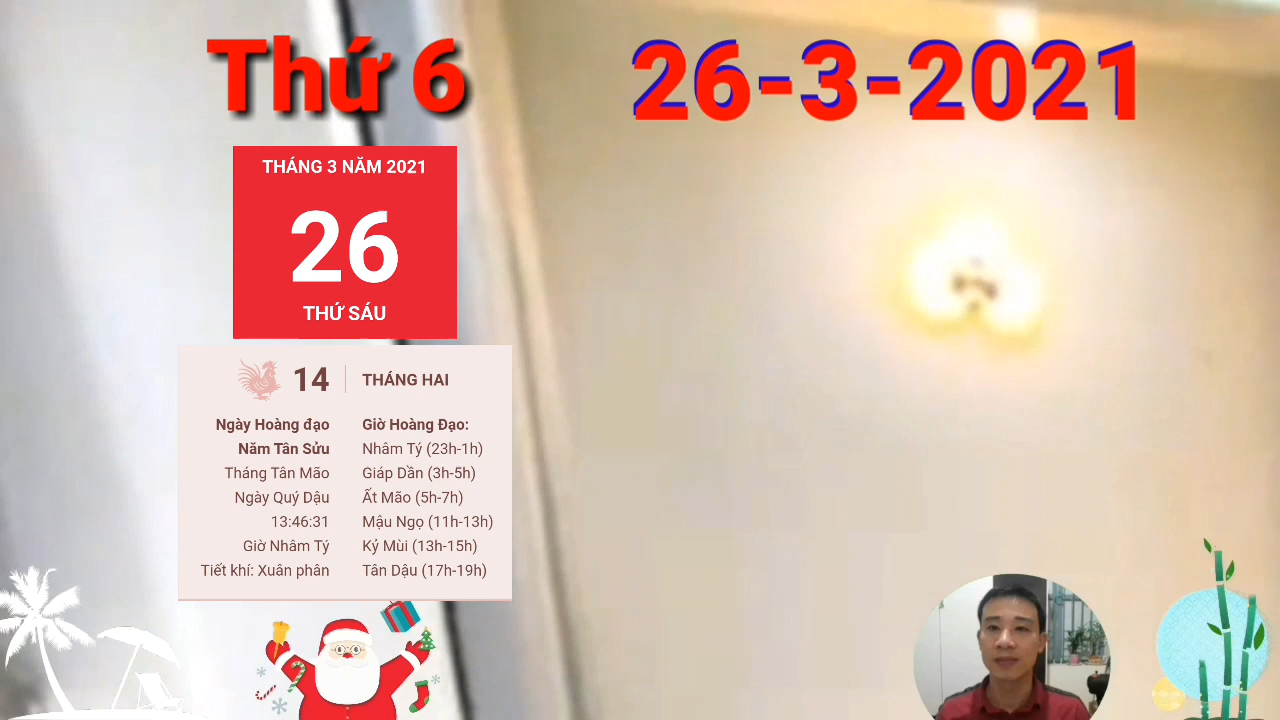 Thứ 6
26-3-2021
THÁNG 3 NĂM 2021
26
THỨ SÁU
14
THÁNG HAI
Ngày Hoàng đạo
Năm Tân Sửu
Tháng Tân Mão
Ngày Quý Dậu
13:46:31
Giờ Nhâm Tý
Tiết khí: Xuân phân
Giờ Hoàng Đạo:
Nhâm Tý (23h-1h)
Giáp Dần (3h-5h)
Ất Mão (5h-7h)
Mậu Ngọ (11h-13h)
Kỷ Mùi (13h-15h)
Tân Dậu (17h-19h)